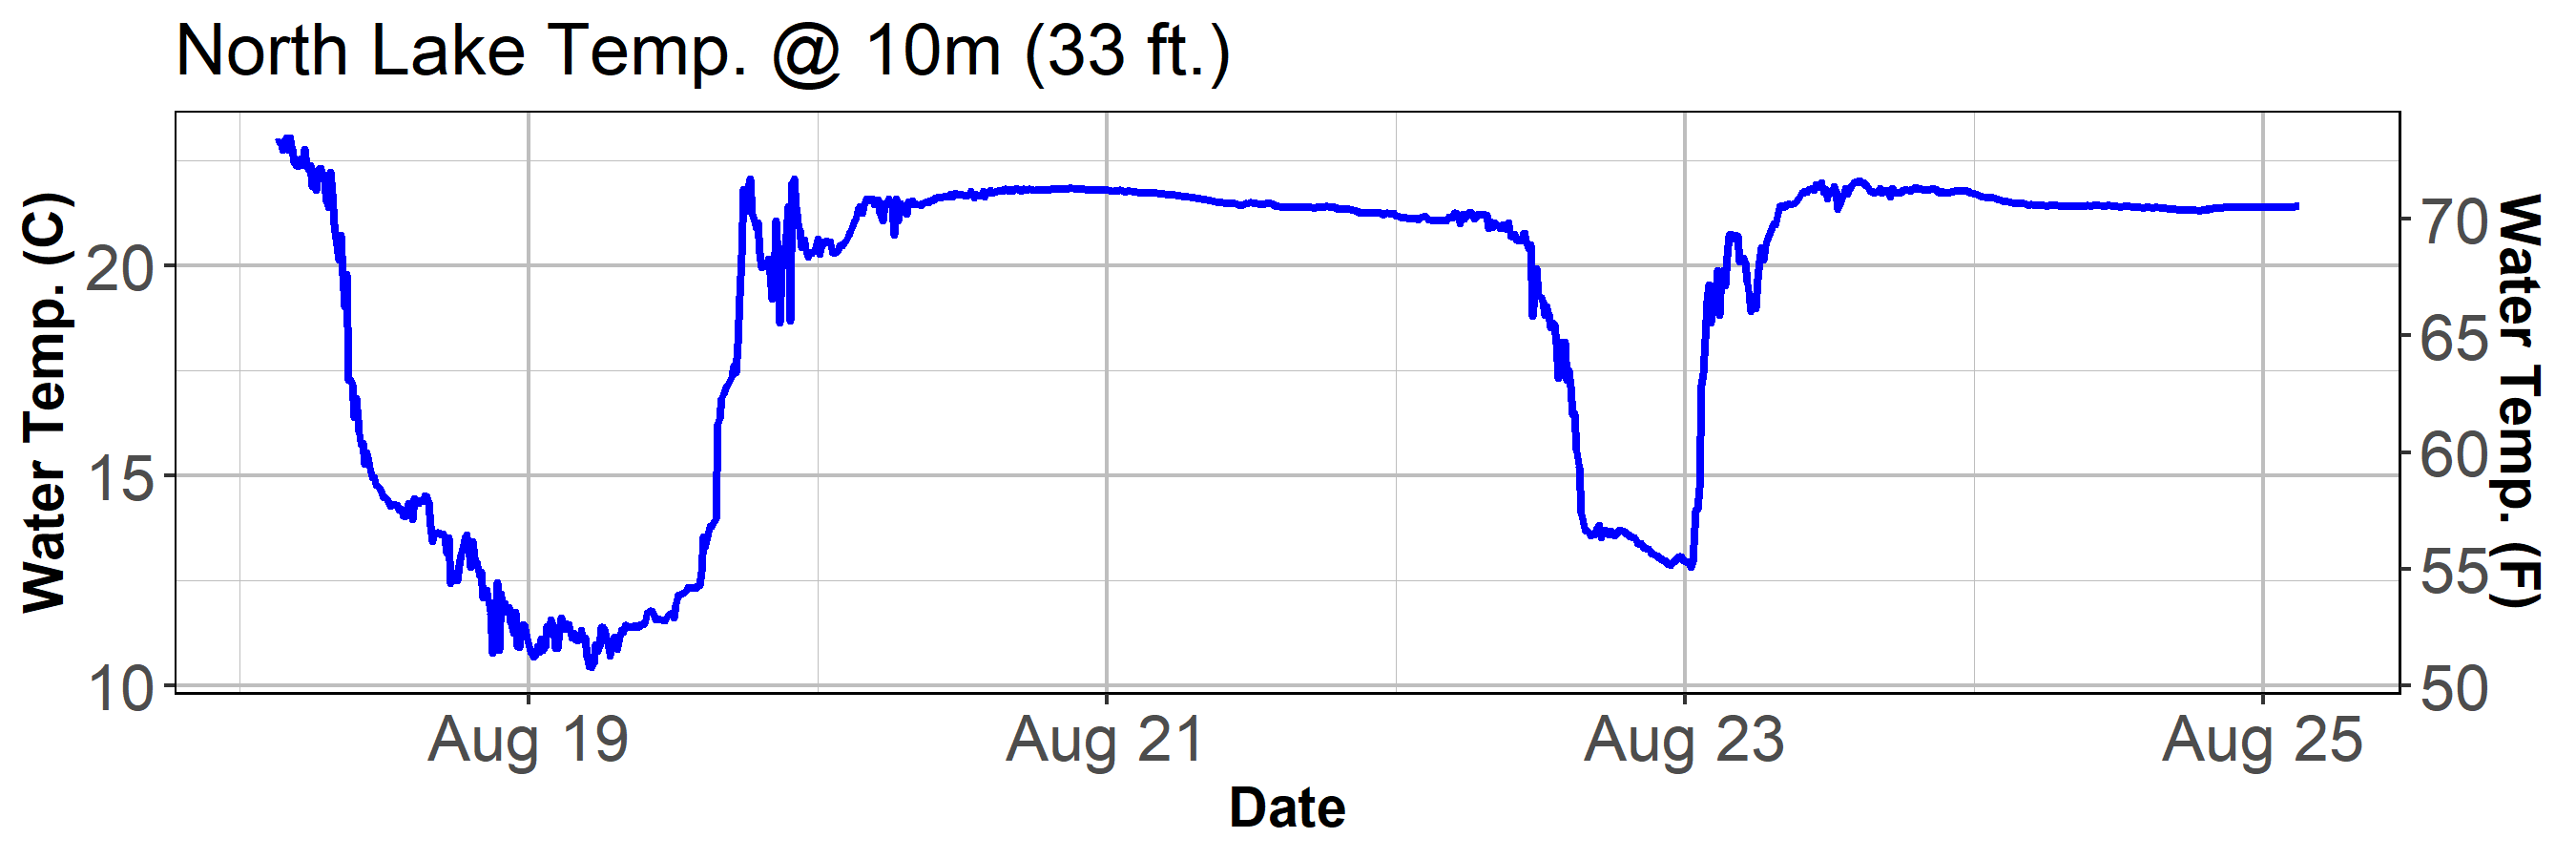 North Lake Temp. @ 10m (33 ft.)
Water Temp. (C)
20
15
10
70
65
60
55
50
Water Temp. (F)
Aug 19 Aug 21 Aug 23 Aug 25
Date